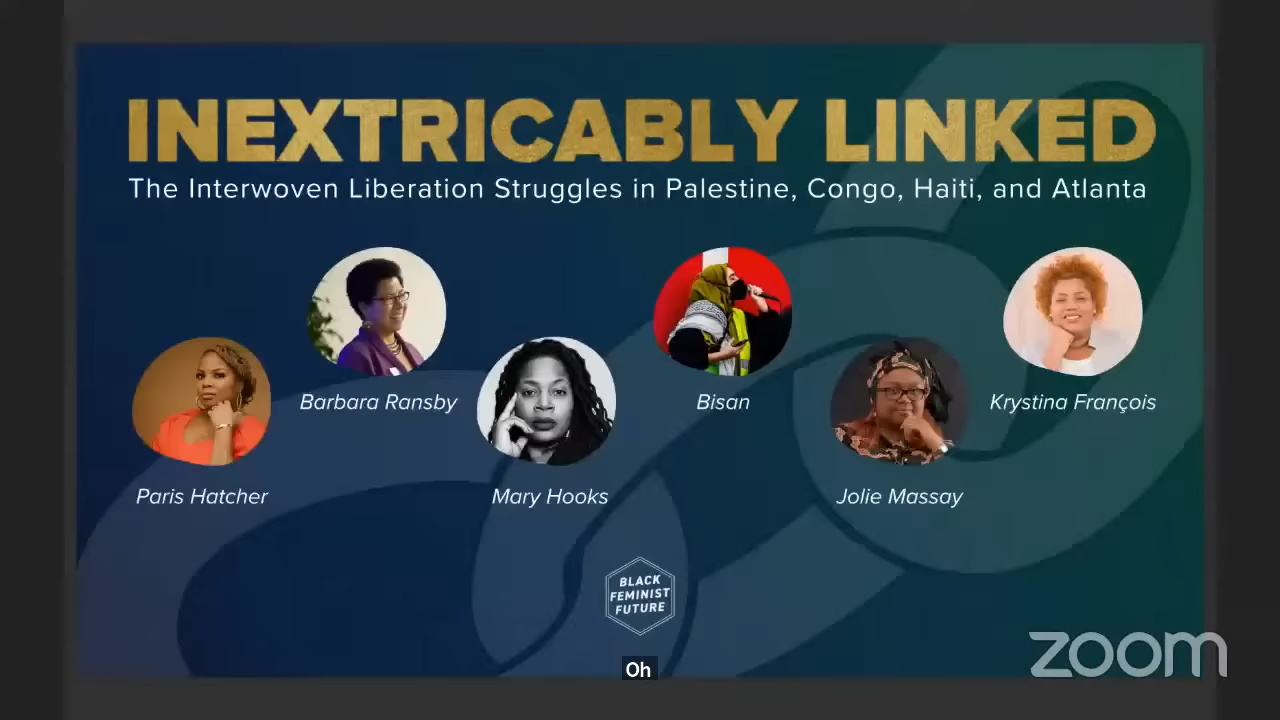 INEXTRICABLY LINKED
The Interwoven Liberation Struggles in Palestine, Congo, Haiti, and Atlanta
Barbara Ransby
Bisan
Krystina François
Paris Hatcher
Mary Hooks
Jolie Massay
BLACK
FEMINIST
FUTURE
zoom
Oh